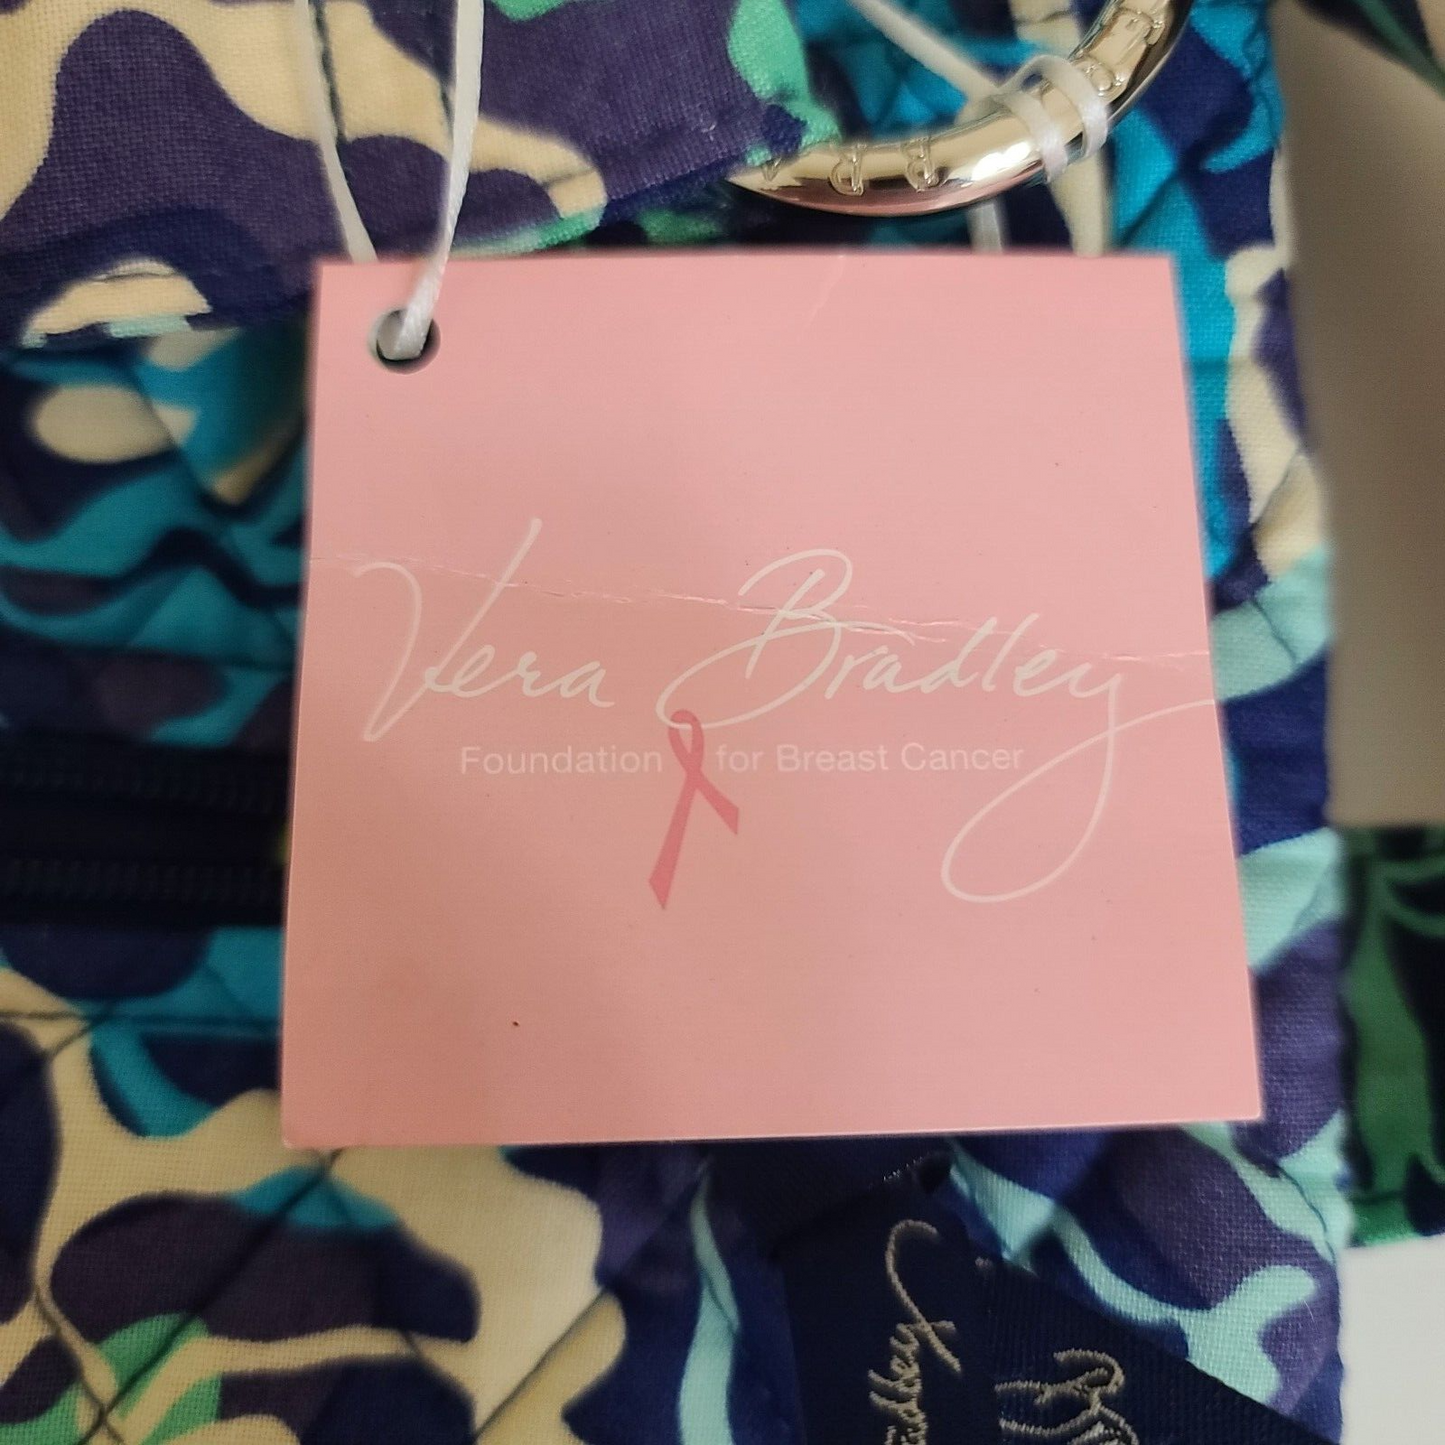 Vera Bradley
Foundation for Breast Cancer